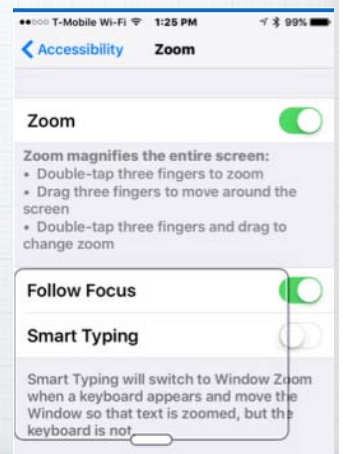 T-Mobile Wi-Fi 1:25 PM 99%
Accessibility Zoom
Zoom
Zoom magnifies the entire screen:
• Double-tap three fingers to zoom
• Drag three fingers to move around the
screen
• Double-tap three fingers and drag to
change zoom
Follow Focus
Smart Typing
Smart Typing will switch to Window Zoom
when a keyboard appears and move the
Window so that text is zoomed, but the
keyboard is not.